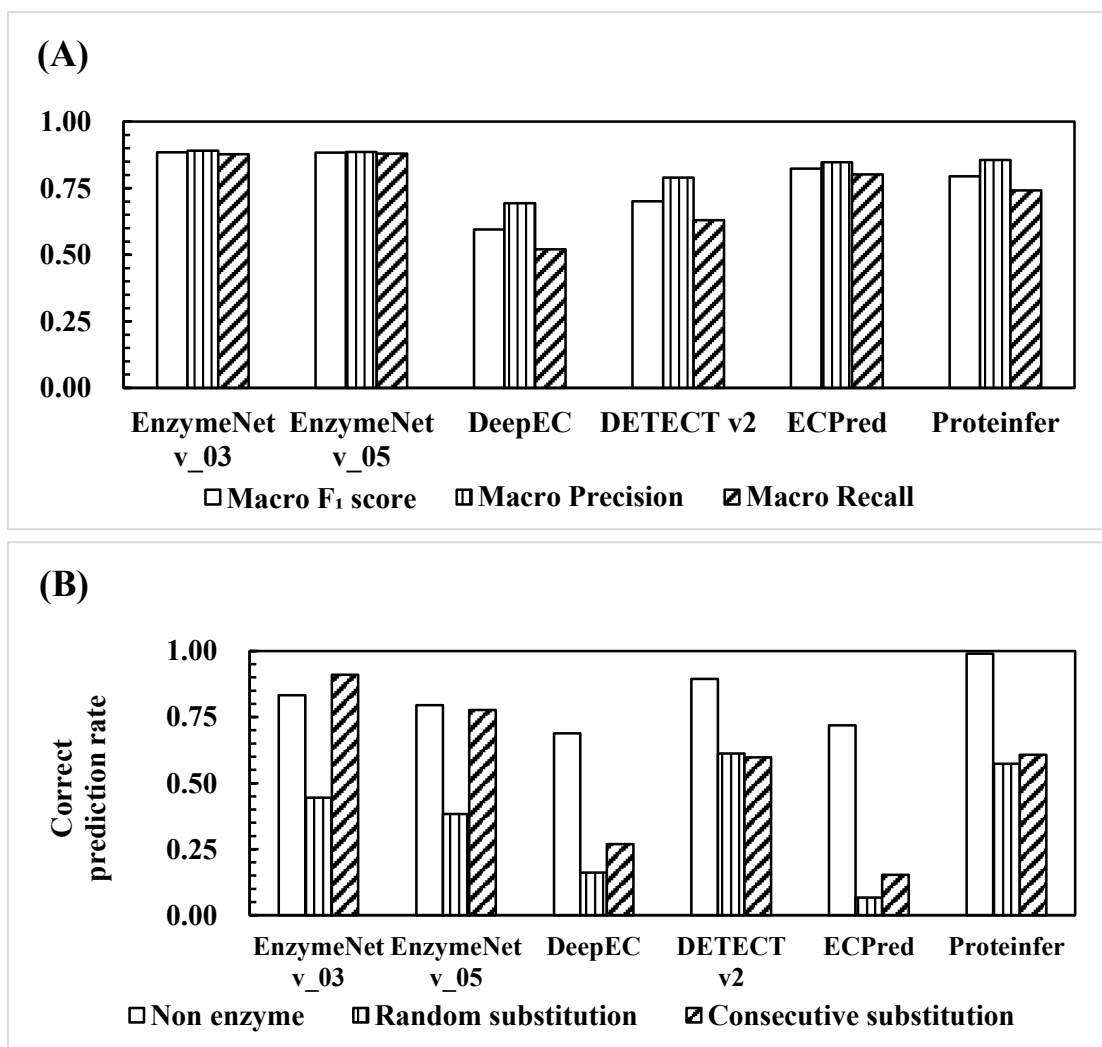 (A)
1.00
0.75
0.50
0.25
0.00
EnzymeNet v_03
EnzymeNet v_05
DeepEC
DETECT v2
ECPred
Proteinfer
Macro F₁ score
Macro Precision
Macro Recall
(B)
Correct
prediction rate
1.00
0.75
0.50
0.25
0.00
EnzymeNet v_03
EnzymeNet v_05
DeepEC
DETECT v2
ECPred
Proteinfer
Non enzyme
Random substitution
Consecutive substitution